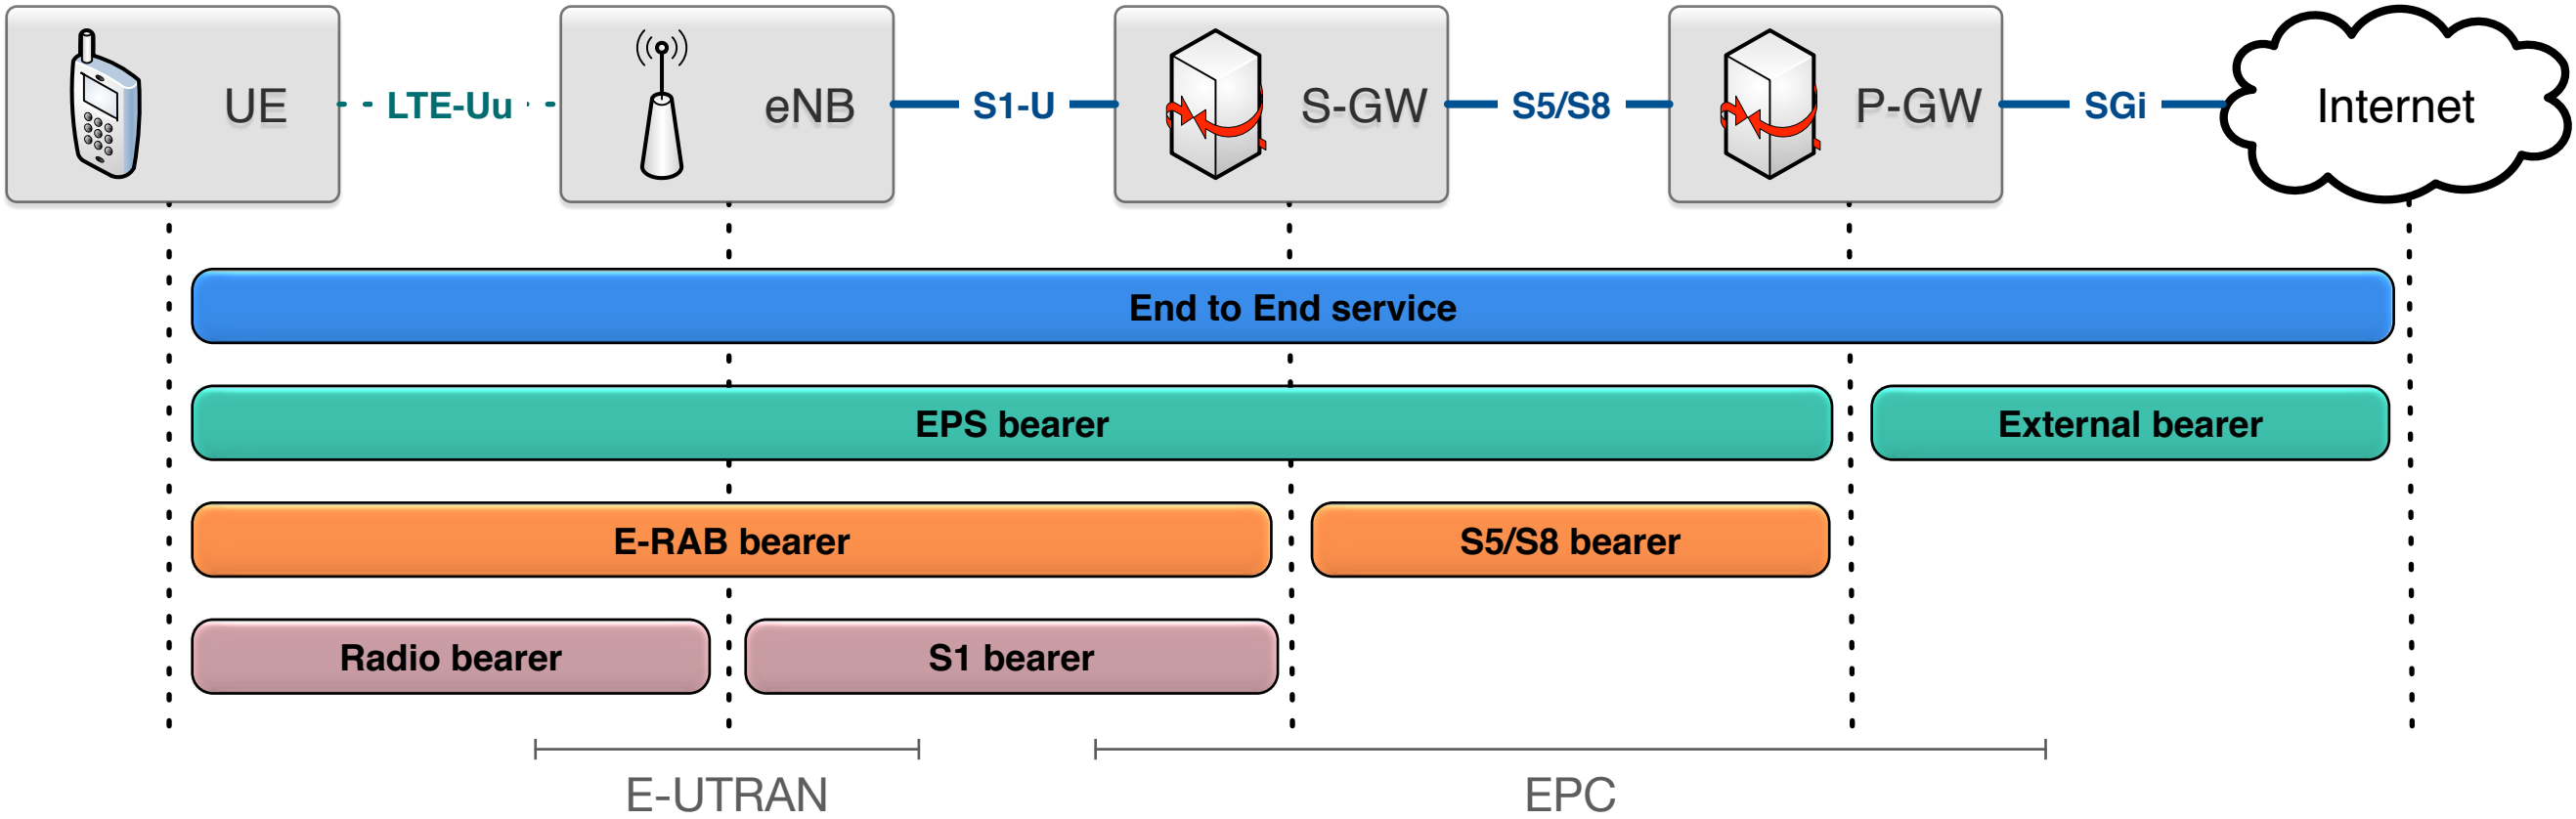 UE
LTE-Uu
eNB
S1-U
S-GW
S5/S8
P-GW
SGi
Internet
End to End service
EPS bearer
External bearer
E-RAB bearer
S5/S8 bearer
Radio bearer
S1 bearer
E-UTRAN
EPC